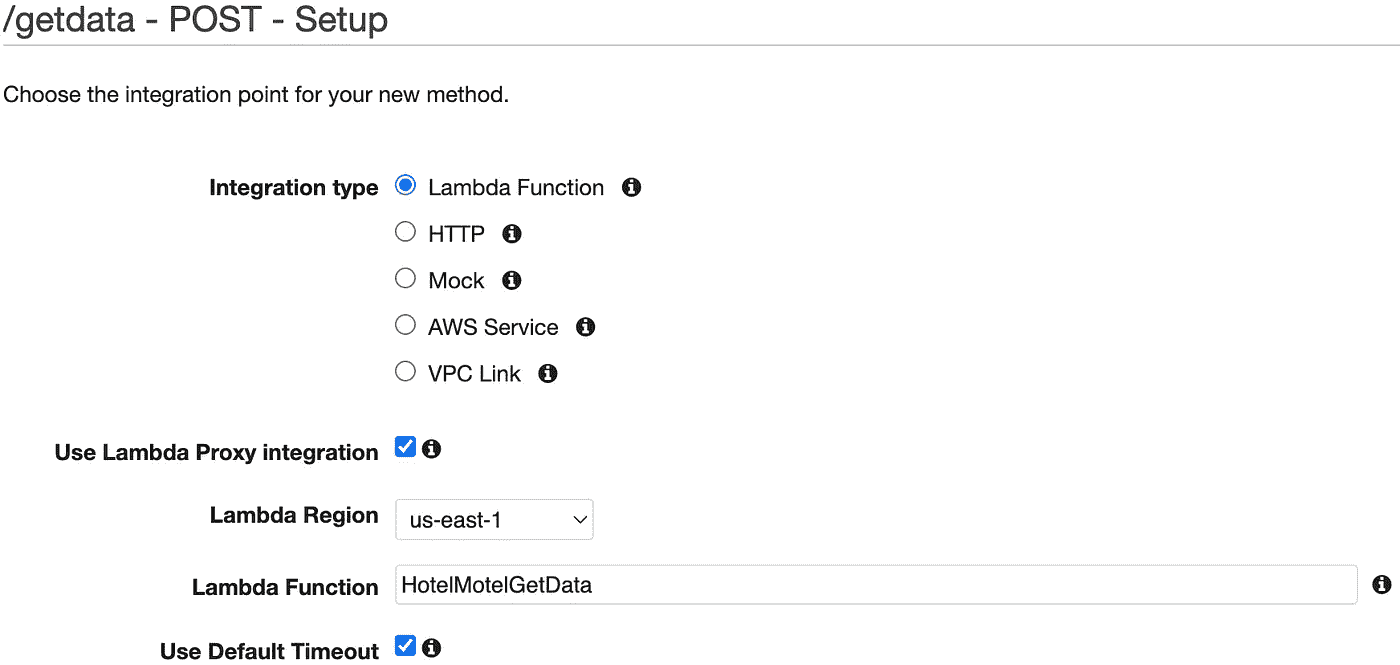 /getdata - POST - Setup
Choose the integration point for your new method.
Integration type Lambda Function
HTTP
Mock
AWS Service
VPC Link
Use Lambda Proxy integration
Lambda Region us-east-1
Lambda Function HotelMotelGetData
Use Default Timeout